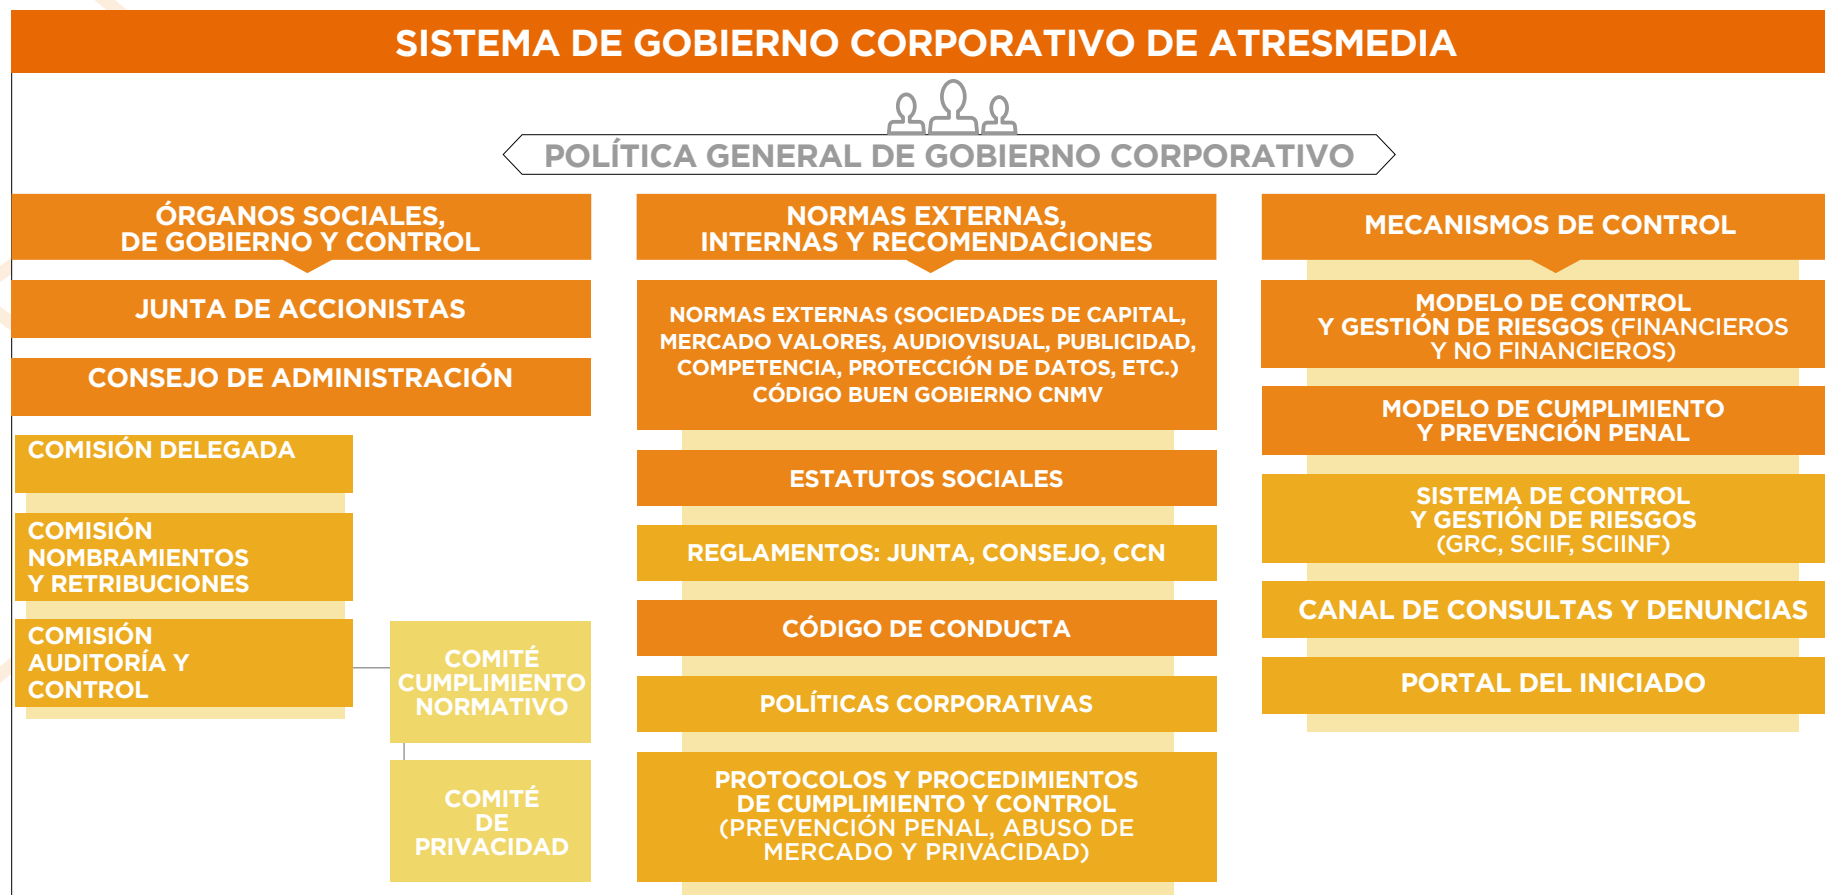 SISTEMA DE GOBIERNO CORPORATIVO DE ATRESMEDIA
POLÍTICA GENERAL DE GOBIERNO CORPORATIVO
ÓRGANOS SOCIALES,
DE GOBIERNO Y CONTROL
JUNTA DE ACCIONISTAS
CONSEJO DE ADMINISTRACIÓN
COMISIÓN DELEGADA
COMISIÓN
NOMBRAMIENTOS
Y RETRIBUCIONES
COMISIÓN
AUDITORÍA Y
CONTROL
COMITÉ
CUMPLIMIENTO
NORMATIVO
COMITÉ
DE
PRIVACIDAD
NORMAS EXTERNAS,
INTERNAS Y RECOMENDACIONES
NORMAS EXTERNAS (SOCIEDADES DE CAPITAL,
MERCADO VALORES, AUDIOVISUAL, PUBLICIDAD,
COMPETENCIA, PROTECCIÓN DE DATOS, ETC.)
CÓDIGO BUEN GOBIERNO CNMV
ESTATUTOS SOCIALES
REGLAMENTOS: JUNTA, CONSEJO, CCN
CÓDIGO DE CONDUCTA
POLÍTICAS CORPORATIVAS
PROTOCOLOS Y PROCEDIMIENTOS
DE CUMPLIMIENTO Y CONTROL
(PREVENCIÓN PENAL, ABUSO DE
MERCADO Y PRIVACIDAD)
MECANISMOS DE CONTROL
MODELO DE CONTROL
Y GESTIÓN DE RIESGOS (FINANCIEROS
Y NO FINANCIEROS)
MODELO DE CUMPLIMIENTO
Y PREVENCIÓN PENAL
SISTEMA DE CONTROL
Y GESTIÓN DE RIESGOS
(GRC, SCIIF, SCIINF)
CANAL DE CONSULTAS Y DENUNCIAS
PORTAL DEL INICIADO